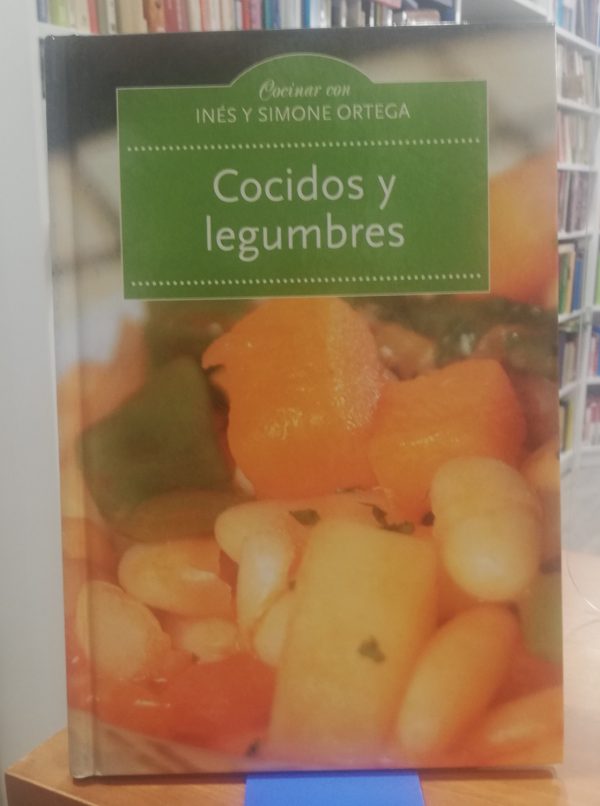 Cocinar con
INÉS Y SIMONE ORTEGA
Cocidos y
legumbres